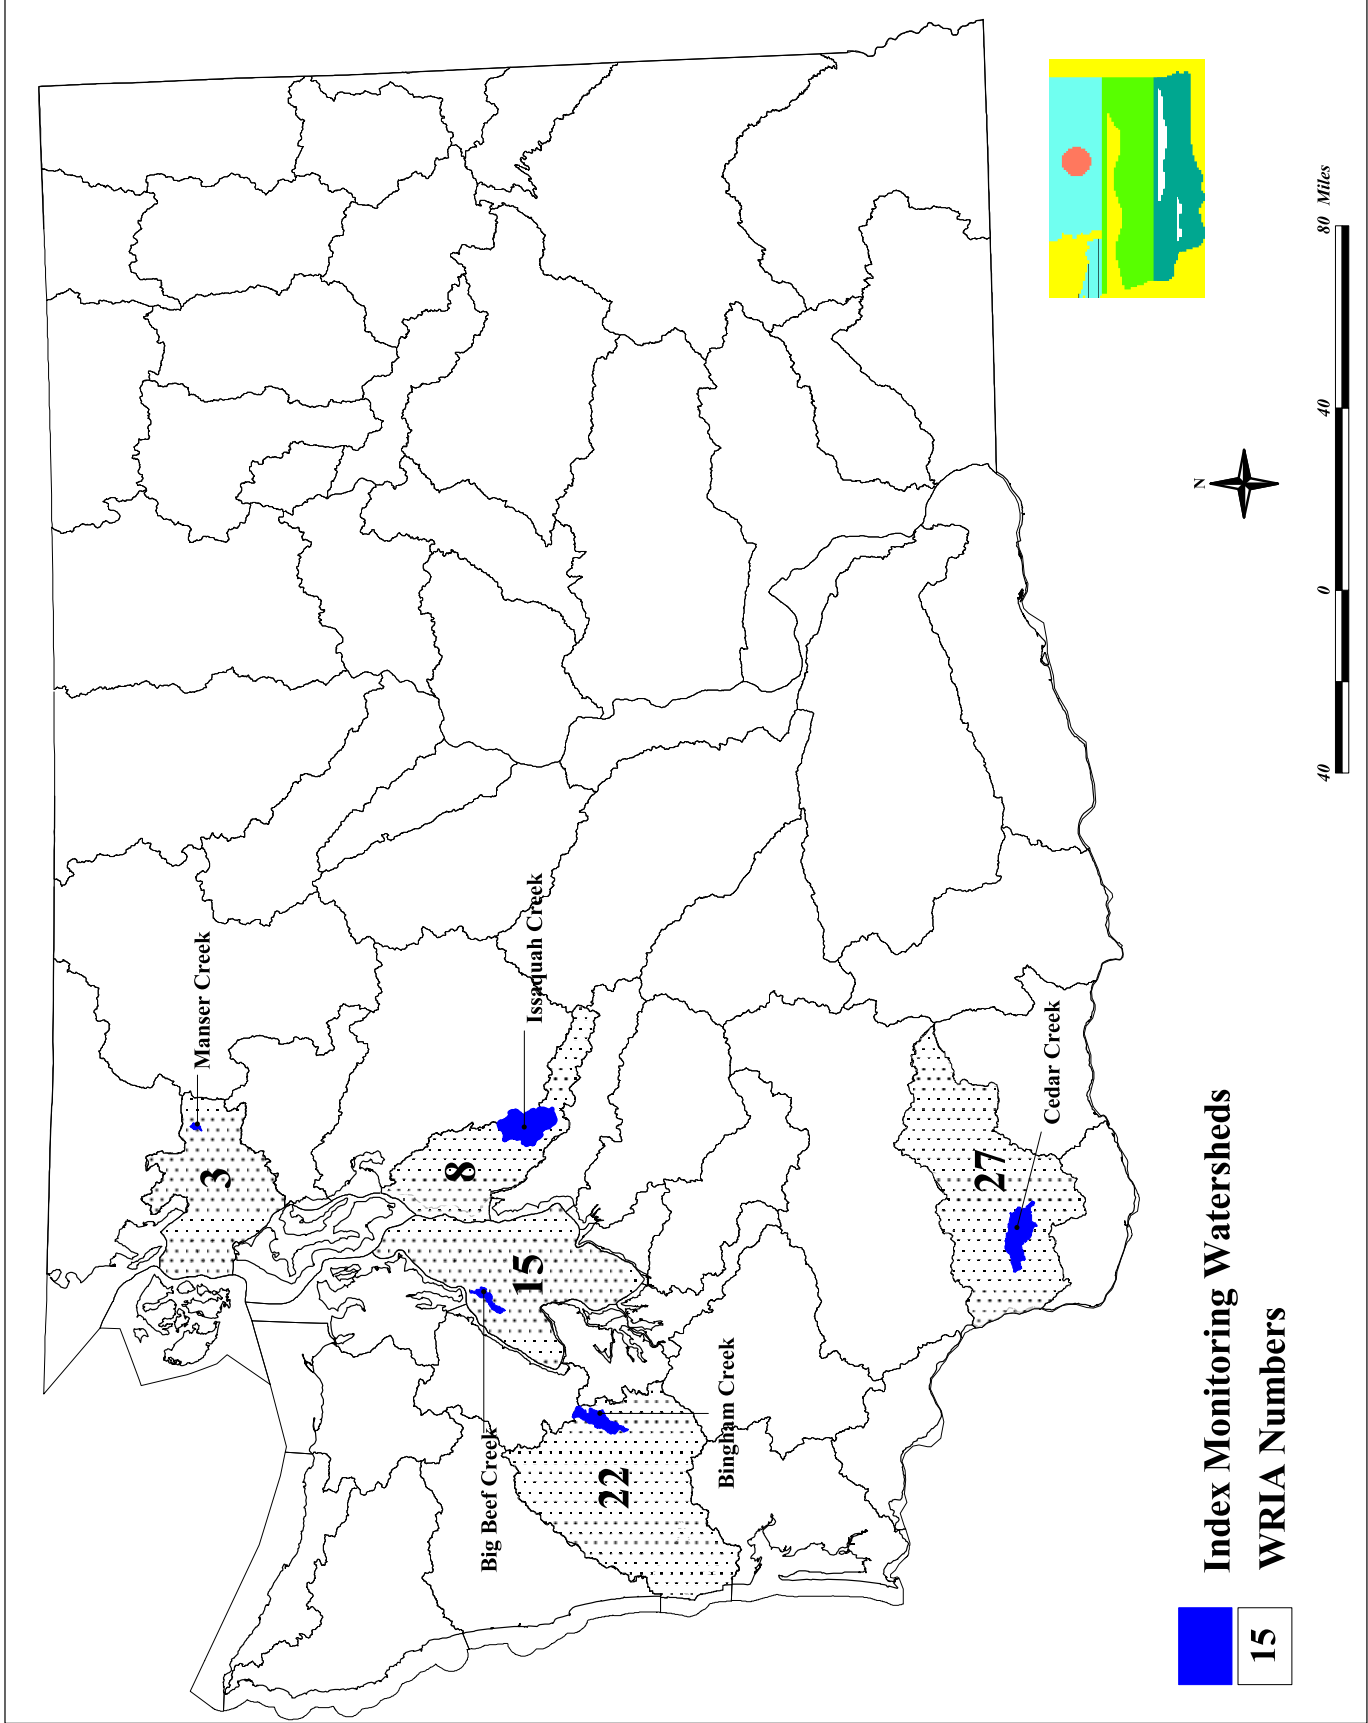 Manser Creek
3
Issaquah Creek
8
15
Big Beef Creek
22
Bingham Creek
27
Cedar Creek
N
Index Monitoring Watersheds
15
WRIA Numbers
40
0
40
80
Miles